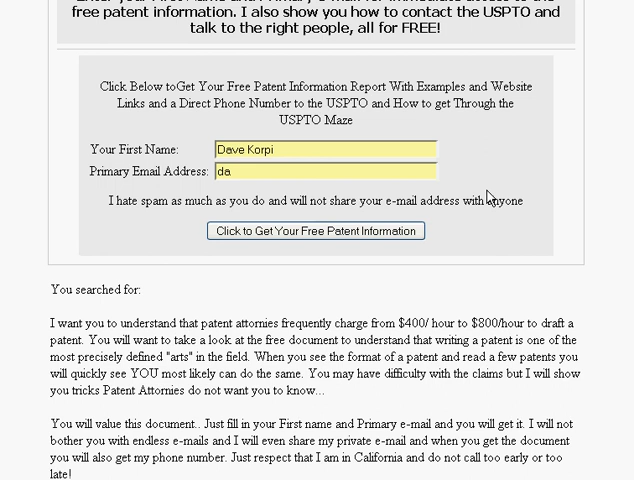 free patent information. I also show you how to contact the USPTO and
talk to the right people, all for FREE!
Click Below toGet Your Free Patent Information Report With Examples and Website
Links and a Direct Phone Number to the USPTO and How to get Through the
USPTO Maze
Your First Name: Dave Korpi
Primary Email Address: da
I hate spam as much as you do and will not share your e-mail address with anyone
Click to Get Your Free Patent Information
You searched for:
I want you to understand that patent attornies frequently charge from $400/ hour to $800/hour to draft a
patent. You will want to take a look at the free document to understand that writing a patent is one of the
most precisely defined "arts" in the field. When you see the format of a patent and read a few patents you
will quickly see YOU most likely can do the same. You may have difficulty with the claims but I will show
you tricks Patent Attornies do not want you to know...
You will value this document.. Just fill in your First name and Primary e-mail and you will get it. I will not
bother you with endless e-mails and I will even share my private e-mail and when you get the document
you will also get my phone number. Just respect that I am in California and do not call too early or too
late!